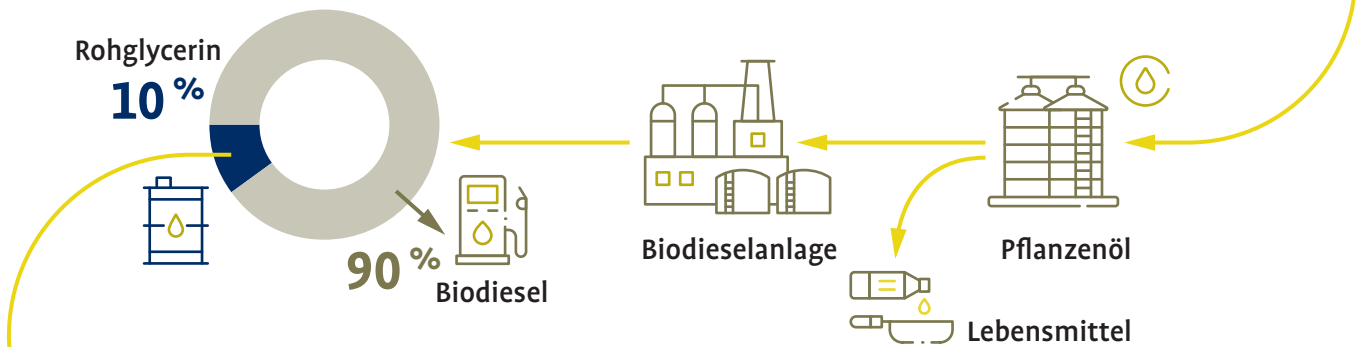 Rohglycerin
10 %
90 %
Biodiesel
Biodieselanlage
Pflanzenöl
Lebensmittel